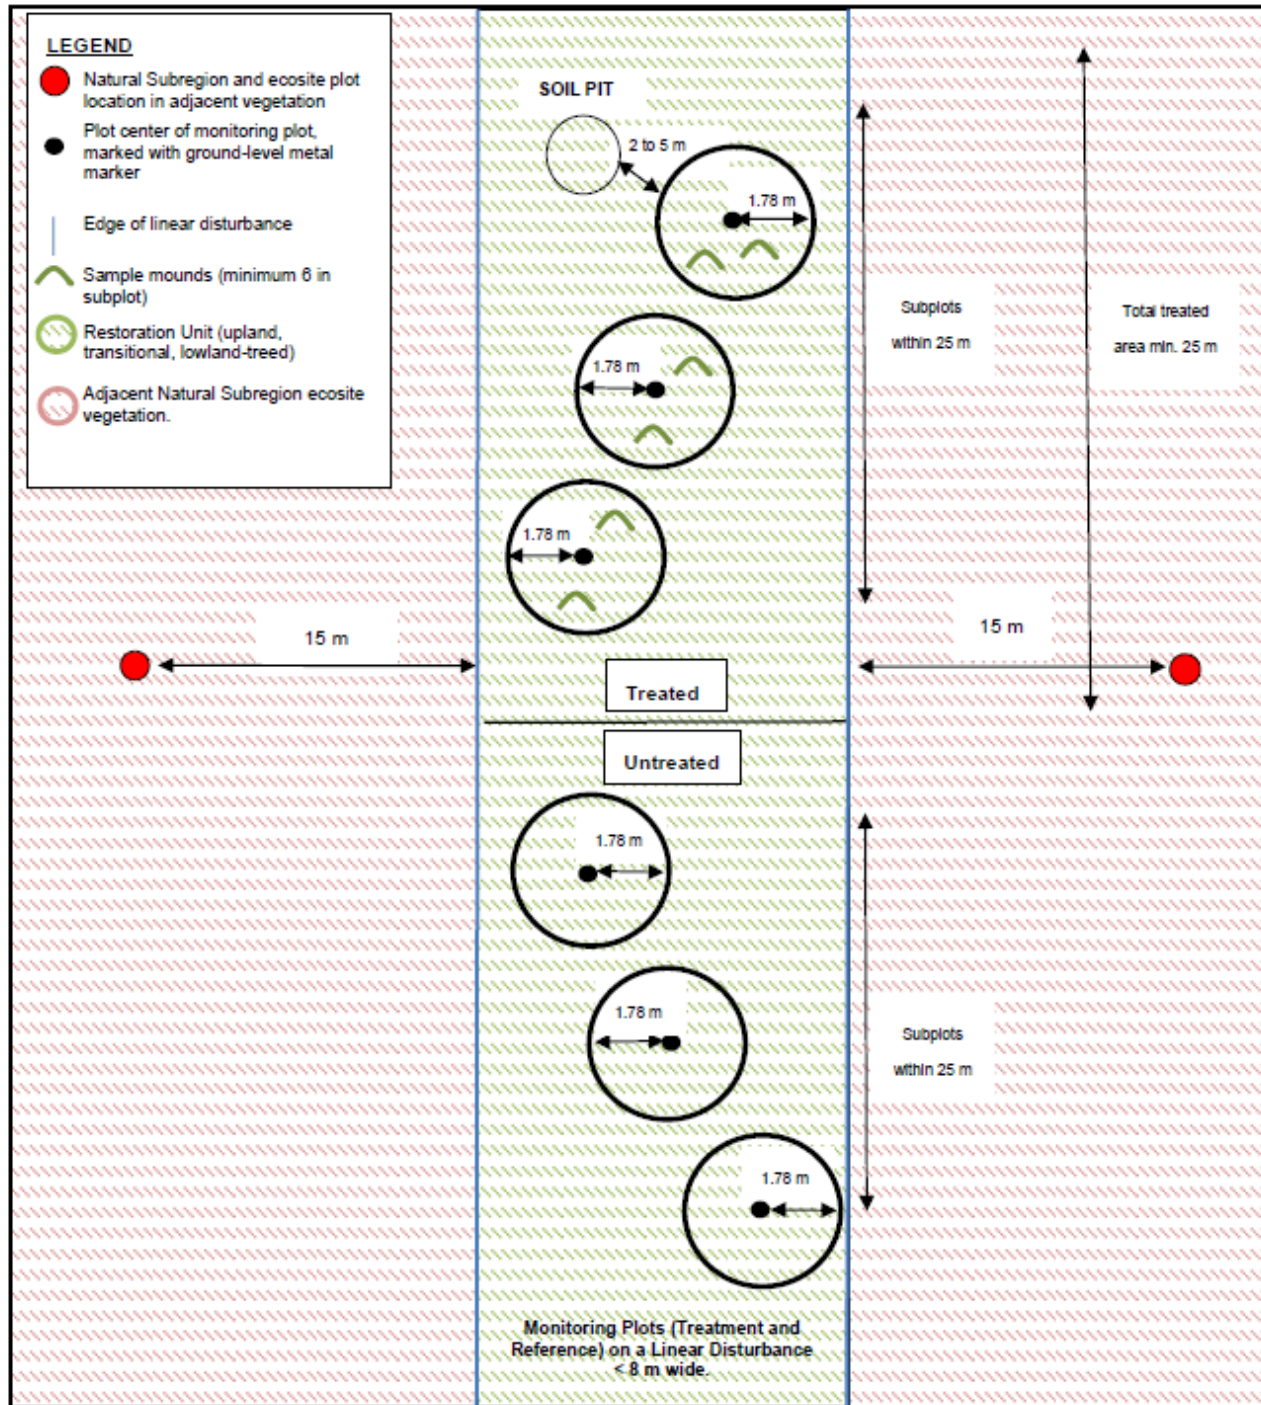 LEGEND
Natural Subregion and ecosite plot
location in adjacent vegetation
Plot center of monitoring plot,
marked with ground-level metal
marker
Edge of linear disturbance
Sample mounds (minimum 6 in
subplot)
Restoration Unit (upland,
transitional, lowland-treed)
Adjacent Natural Subregion ecosite
vegetation.
SOIL PIT
2 to 5 m
1.78 m
1.78 m
1.78 m
Subplots
within 25 m
Total treated
area min. 25 m
15 m
15 m
Treated
Untreated
1.78 m
1.78 m
1.78 m
Subplots
within 25 m
Monitoring Plots (Treatment and
Reference) on a Linear Disturbance
< 8 m wide.